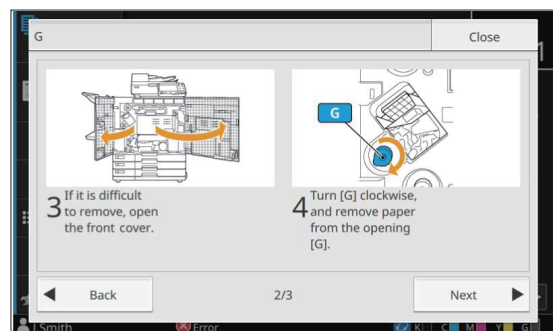 G
Close
1
G
3
If it is difficult
to remove, open
the front cover.
4
Turn [G] clockwise,
and remove paper
from the opening
[G].
Back
2/3
Next
J.Smith
Error
K
C
M
Y
G